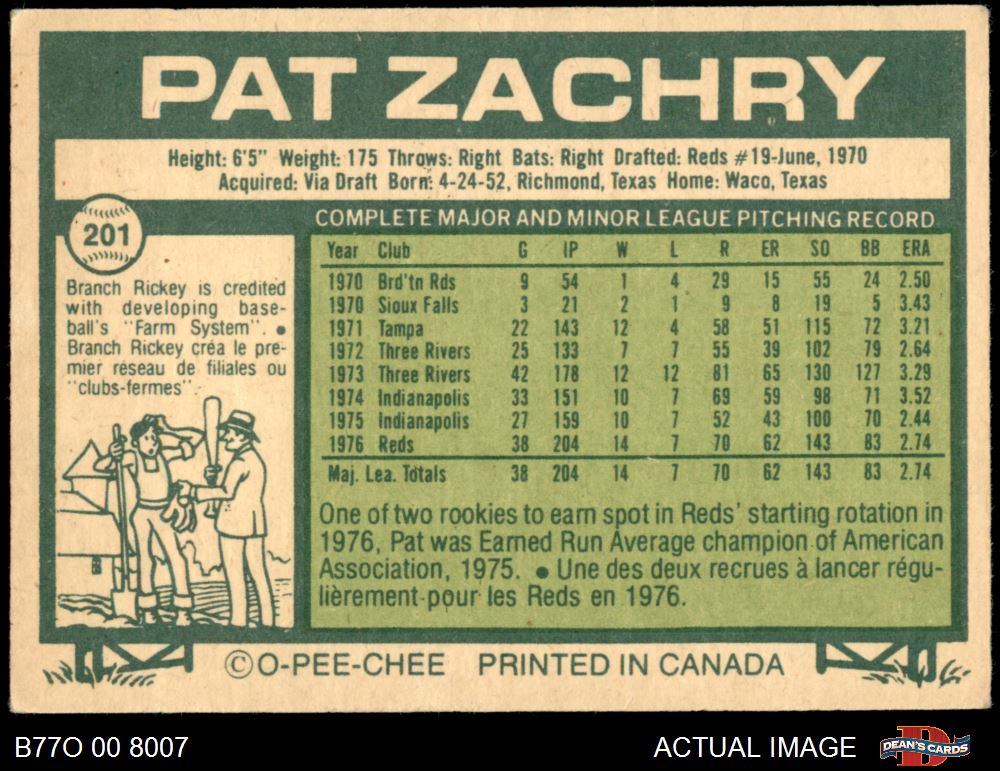 PAT ZACHRY
Height: 6'5" Weight: 175 Throws: Right Bats: Right Drafted: Reds #19-June, 1970
Acquired: Via Draft Born: 4-24-52, Richmond, Texas Home: Waco, Texas
201
Branch Rickey is credited
with developing base-
ball's "Farm System". ●
Branch Rickey créa le pre-
mier réseau de filiales ou
"clubs-fermes".
COMPLETE MAJOR AND MINOR LEAGUE PITCHING RECORD
Year Club G IP W L R ER SO BB ERA
1970 Brd'tn Rds 9 54 1 4 29 15 55 24 2.50
1970 Sioux Falls 3 21 2 1 9 8 19 5 3.43
1971 Tampa 22 143 12 4 58 51 115 72 3.21
1972 Three Rivers 25 133 7 7 55 39 102 79 2.64
1973 Three Rivers 42 178 12 12 81 65 130 127 3.29
1974 Indianapolis 33 151 10 7 69 59 98 71 3.52
1975 Indianapolis 27 159 10 7 52 43 100 70 2.44
1976 Reds 38 204 14 7 70 62 143 83 2.74
Maj. Lea. Totals 38 204 14 7 70 62 143 83 2.74
One of two rookies to earn spot in Reds' starting rotation in
1976, Pat was Earned Run Average champion of American
Association, 1975. ● Une des deux recrues à lancer régu-
lièrement pour les Reds en 1976.
© O-PEE-CHEE PRINTED IN CANADA
B77O 00 8007
ACTUAL IMAGE
DEAN'S CARDS